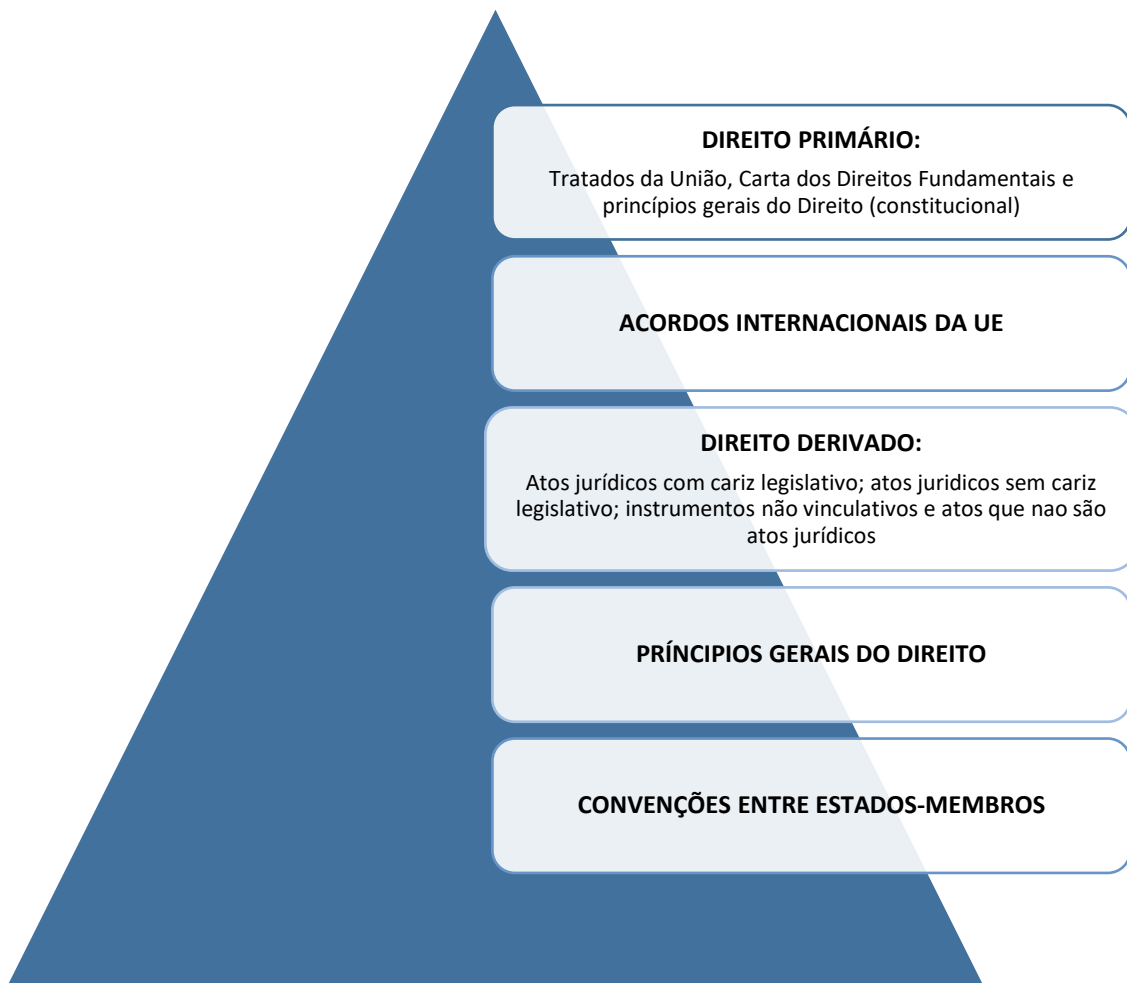 DIREITO PRIMÁRIO:
Tratados da União, Carta dos Direitos Fundamentais e
princípios gerais do Direito (constitucional)
ACORDOS INTERNACIONAIS DA UE
DIREITO DERIVADO:
Atos jurídicos com cariz legislativo; atos juridicos sem cariz
legislativo; instrumentos não vinculativos e atos que nao são
atos jurídicos
PRÍNCIPIOS GERAIS DO DIREITO
CONVENÇÕES ENTRE ESTADOS-MEMBROS